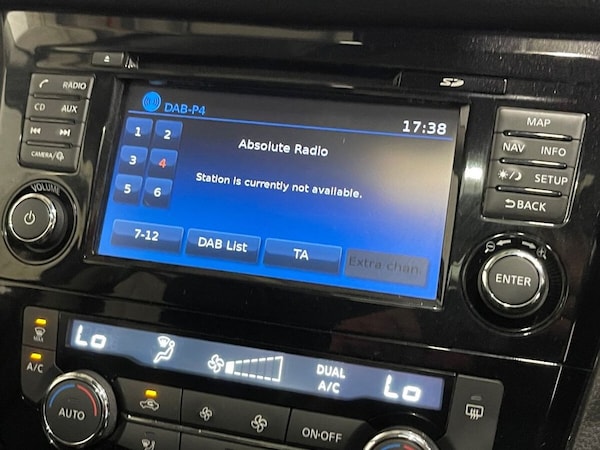 RADIO
CD AUX
CAMERA/
VOLUME
DAB-P4
17:38
1 2
3 4
5 6
Absolute Radio
Station is currently not available.
7-12
DAB List
TA
Extra chan.
MAP
NAV INFO
SETUP
BACK
ENTER
MAX
A/C
Lo
DUAL
A/C
Lo
AUTO
ON·OFF